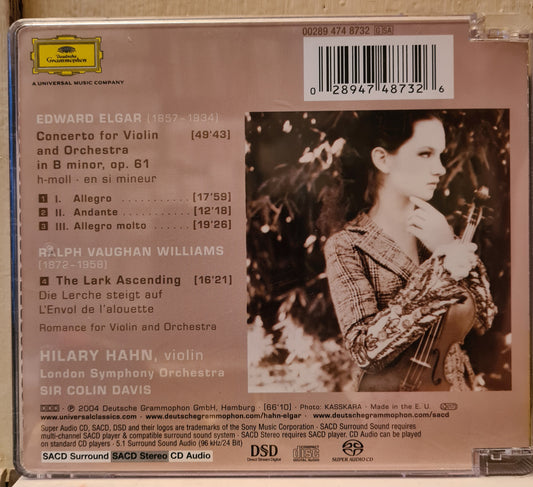 00289 474 8732 G SA
Deutsche
Grammophon
A UNIVERSAL MUSIC COMPANY
0 28947 48732 6
EDWARD ELGAR (1857-1934)
Concerto for Violin [49'43]
and Orchestra
in B minor, op. 61
h-moll · en si mineur
1 I. Allegro ........... [17'59]
2 II. Andante .......... [12'18]
3 III. Allegro molto ..... [19'26]
RALPH VAUGHAN WILLIAMS
(1872-1958)
4 The Lark Ascending [16'21]
Die Lerche steigt auf
L'Envol de l'alouette
Romance for Violin and Orchestra
HILARY HAHN, violin
London Symphony Orchestra
SIR COLIN DAVIS
DDD ℗ 2004 Deutsche Grammophon GmbH, Hamburg · [66'10] · Photo: KASSKARA · Made in the E. U.
www.universalclassics.com · www.deutschegrammophon.com/hahn-elgar · www.deutschegrammophon.com/sacd
Super Audio CD, SACD, DSD and their logos are trademarks of the Sony Music Corporation. · SACD Surround Sound requires
multi-channel SACD player & compatible surround sound system · SACD Stereo requires SACD player. CD Audio can be played
on standard CD players · 5.1 Surround Sound Audio (96 kHz/24 Bit)
SACD Surround SACD Stereo CD Audio
DSD
Direct Stream Digital
COMPACT
disc
DIGITAL AUDIO
SUPER AUDIO CD